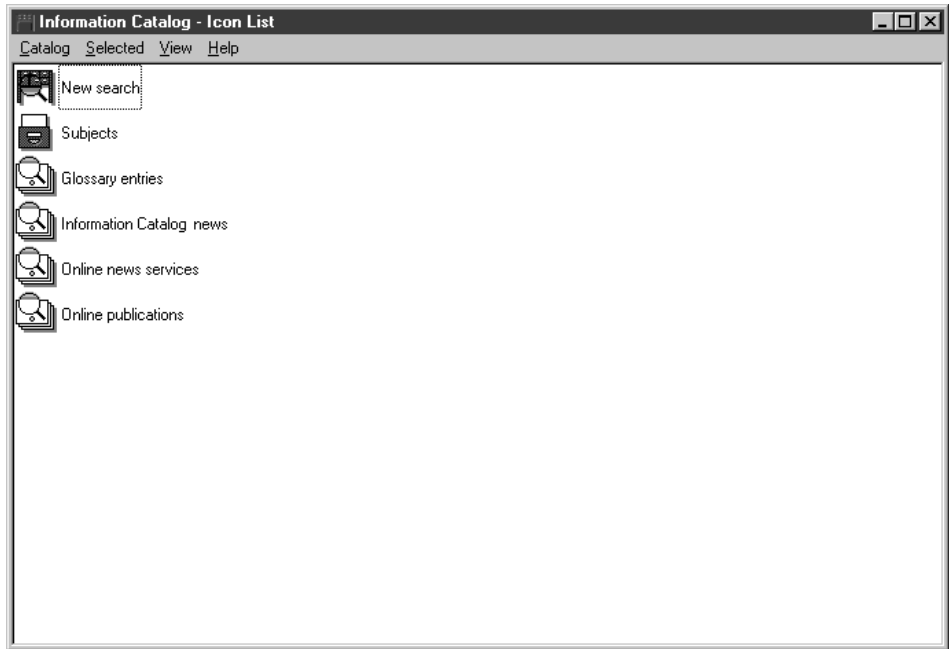 Information Catalog - Icon List
Catalog Selected View Help
New search
Subjects
Glossary entries
Information Catalog news
Online news services
Online publications